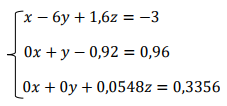 x − 6y + 1,6z = −3
0x + y − 0,92 = 0,96
0x + 0y + 0,0548z = 0,3356